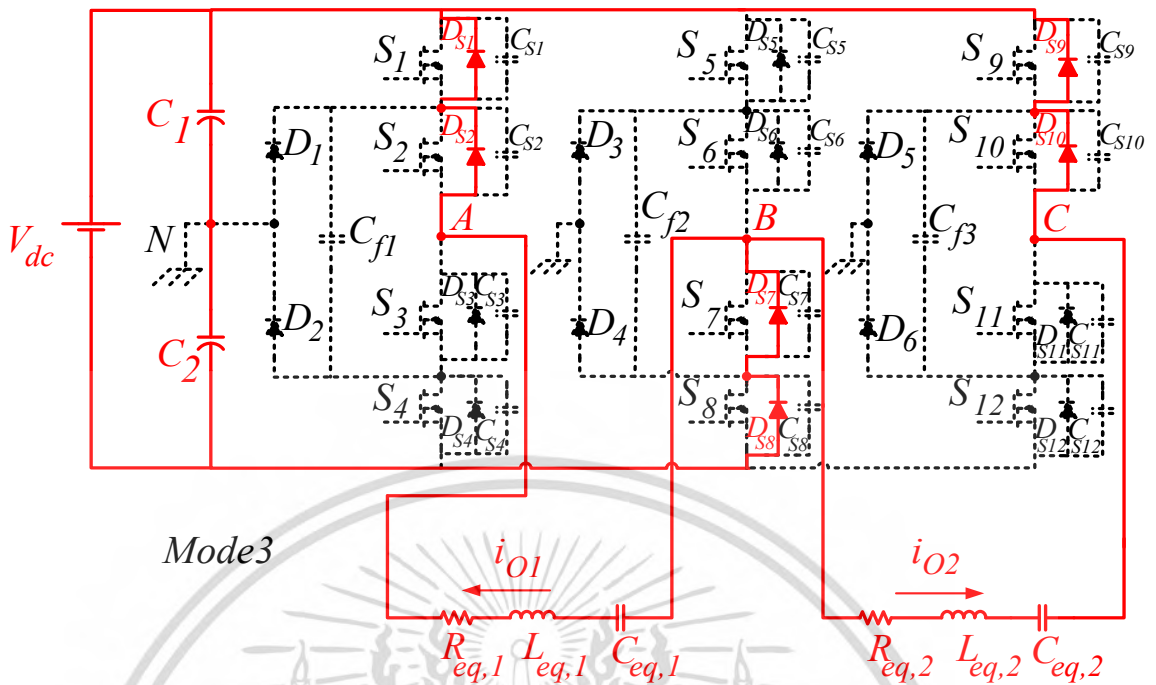 S1 DS1 CS1 S5 DS5 CS5 S9 DS9 CS9
C1
D1 S2 DS2 CS2 D3 S6 DS6 CS6 D5 S10 DS10 CS10
Vdc N Cf1 A Cf2 B Cf3 C
C2 D2 S3 DS3 CS3 D4 S7 DS7 CS7 D6 S11 DS11 CS11
S4 DS4 CS4 S8 DS8 CS8 S12 DS12 CS12
Mode3 iO1 iO2
Req,1 Leq,1 Ceq,1 Req,2 Leq,2 Ceq,2